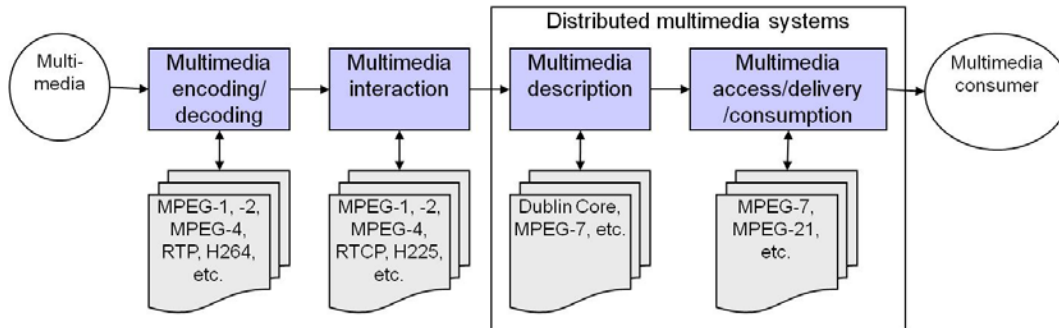 Distributed multimedia systems
Multi-
media
Multimedia
encoding/
decoding
Multimedia
interaction
Multimedia
description
Multimedia
access/delivery
/consumption
Multimedia
consumer
MPEG-1, -2,
MPEG-4,
RTP, H264,
etc.
MPEG-1, -2,
MPEG-4,
RTCP, H225,
etc.
Dublin Core,
MPEG-7, etc.
MPEG-7,
MPEG-21,
etc.